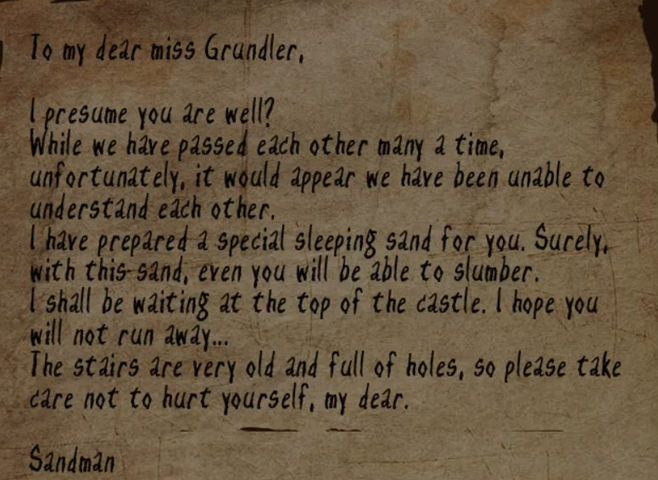 To my dear miss Grundler,
I presume you are well?
While we have passed each other many a time,
unfortunately, it would appear we have been unable to
understand each other.
I have prepared a special sleeping sand for you. Surely,
with this sand, even you will be able to slumber.
I shall be waiting at the top of the castle. I hope you
will not run away...
The stairs are very old and full of holes, so please take
care not to hurt yourself, my dear.
Sandman